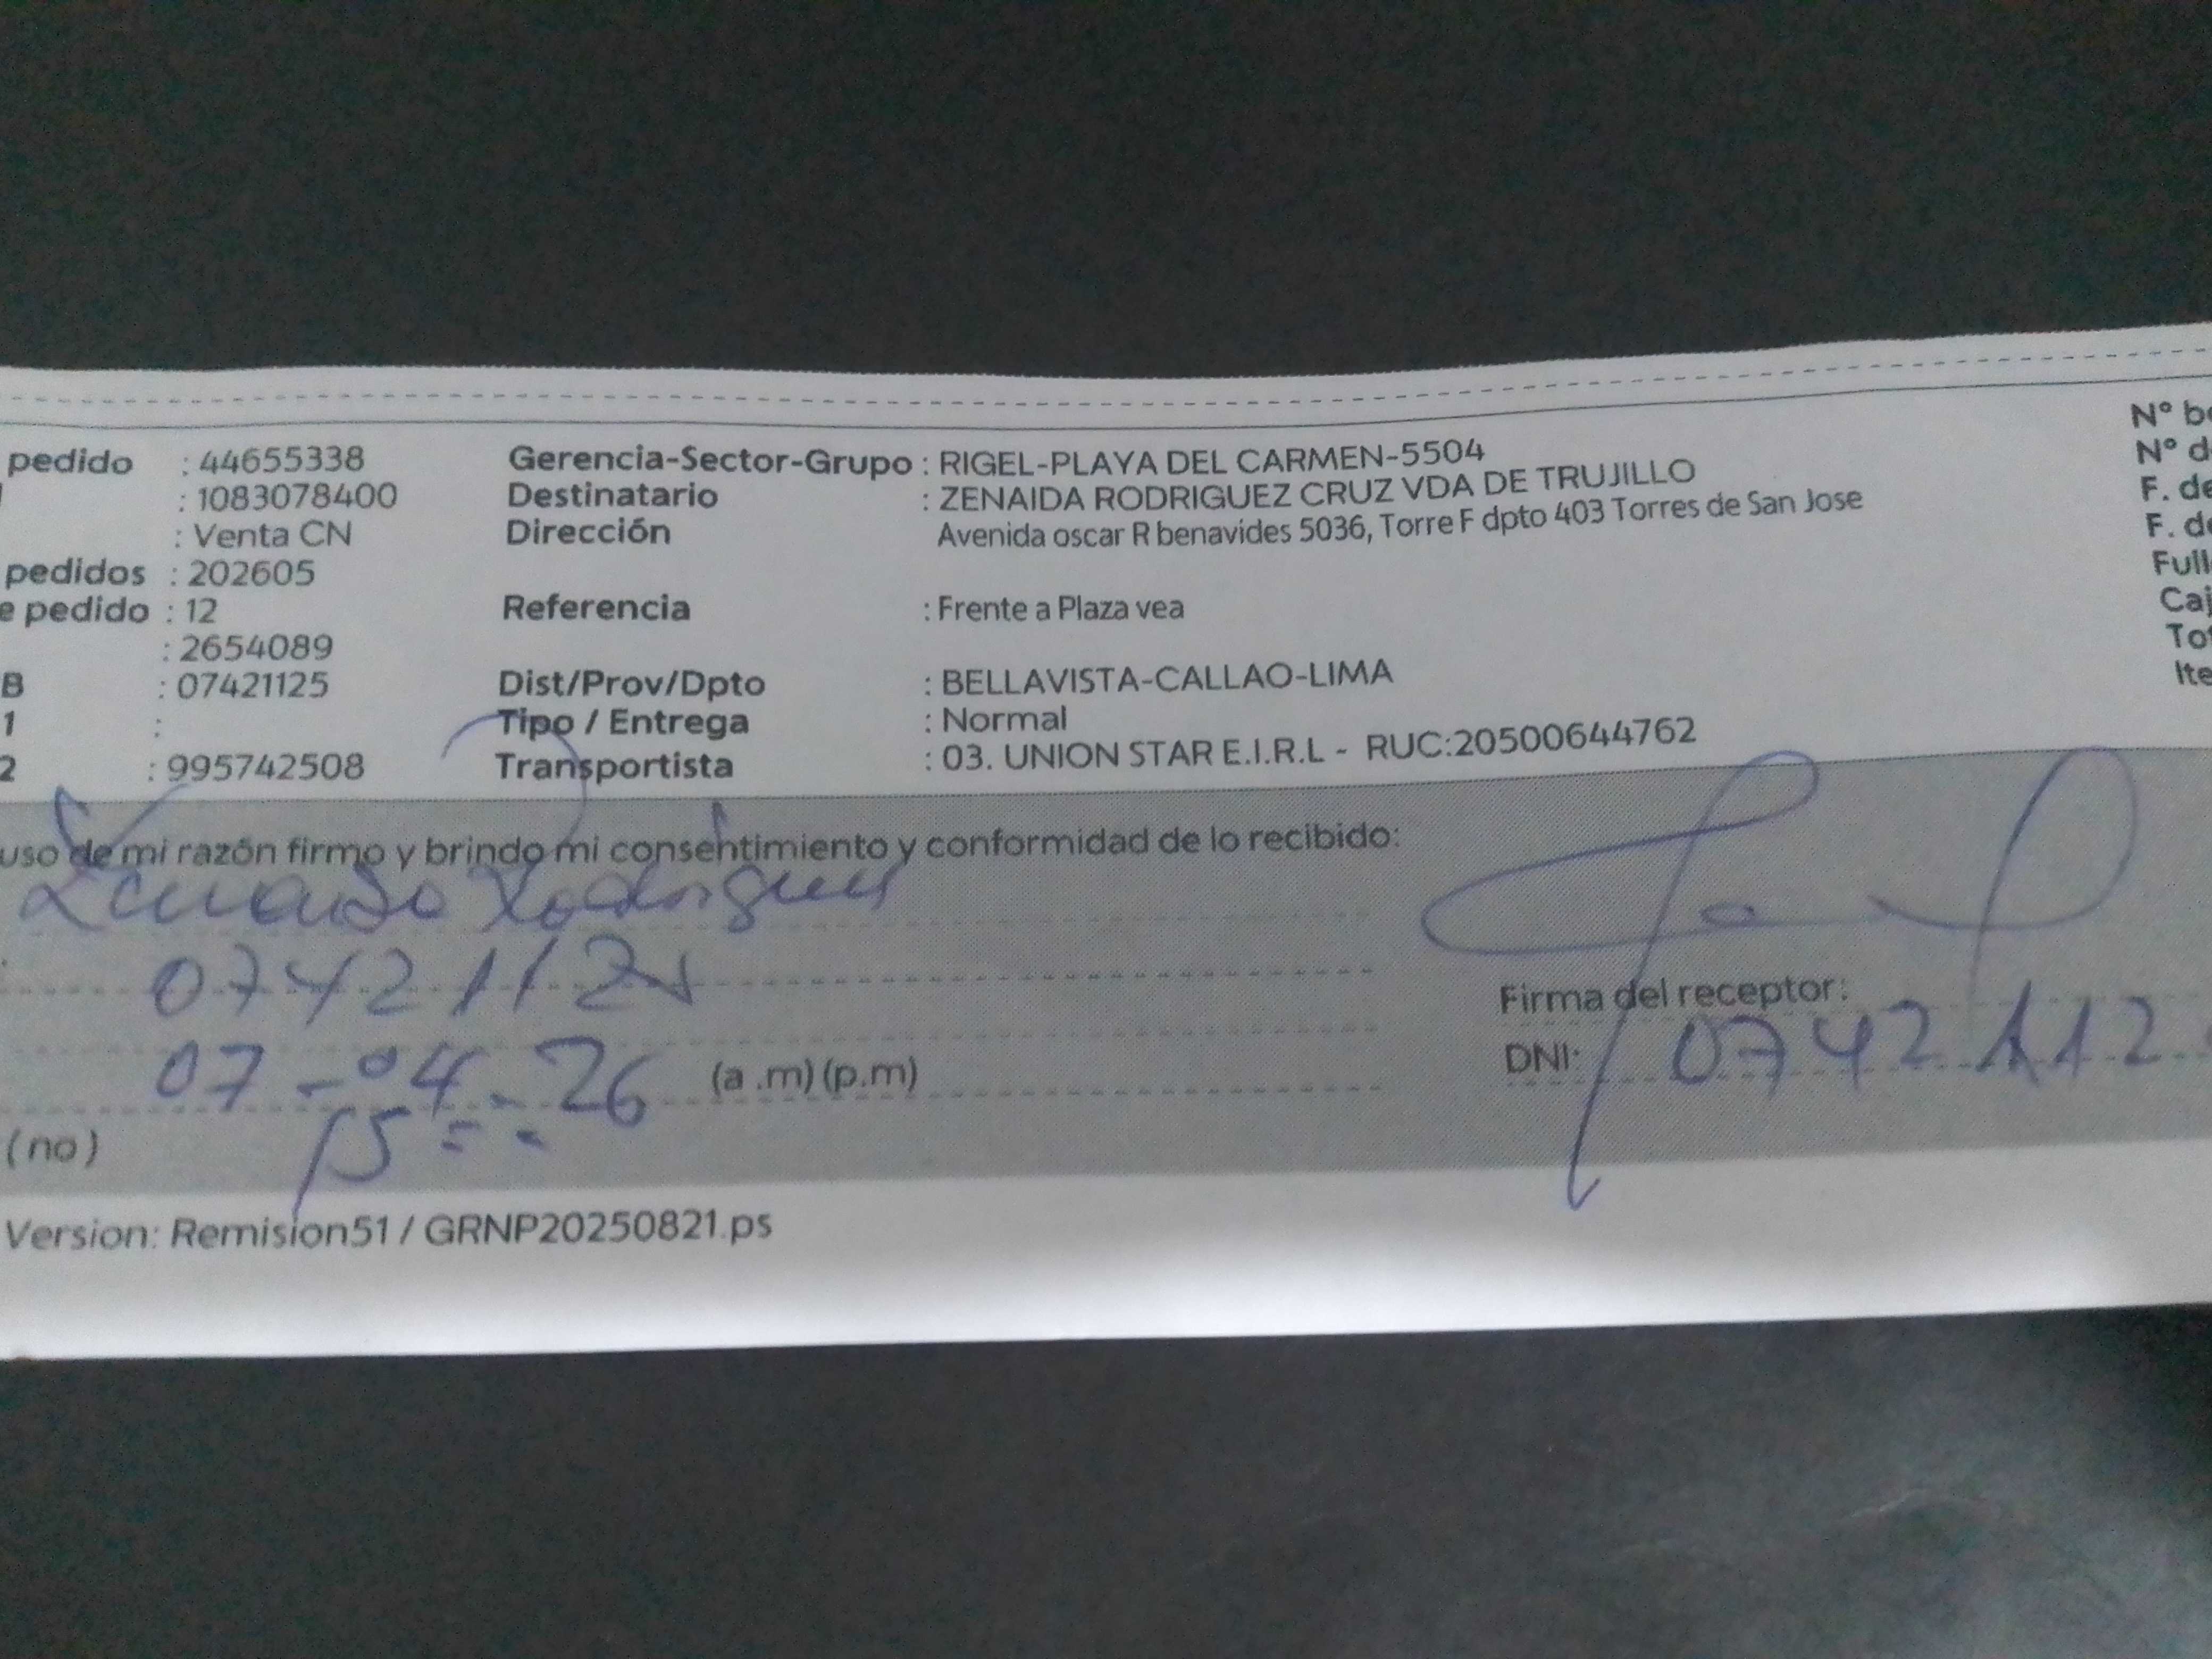 pedido : 44655338 Gerencia-Sector-Grupo : RIGEL-PLAYA DEL CARMEN-5504 N°
: 1083078400 Destinatario : ZENAIDA RODRIGUEZ CRUZ VDA DE TRUJILLO N°
: Venta CN Dirección Avenida oscar R benavides 5036, Torre F dpto 403 Torres de San Jose F. de
pedidos : 202605 F.
e pedido : 12 Referencia : Frente a Plaza vea Full
: 2654089 Caj
B : 07421125 Dist/Prov/Dpto : BELLAVISTA-CALLAO-LIMA
1 : Tipo / Entrega : Normal Ite
2 : 995742508 Transportista : 03. UNION STAR E.I.R.L - RUC:20500644762
uso de mi razón firmo y brindo mi consentimiento y conformidad de lo recibido:
Rodriguez
07421125
Firma del receptor:
07-04-26 (a .m) (p.m)
DNI: 0742112
(no) 15
Version: Remision51 / GRNP20250821.ps